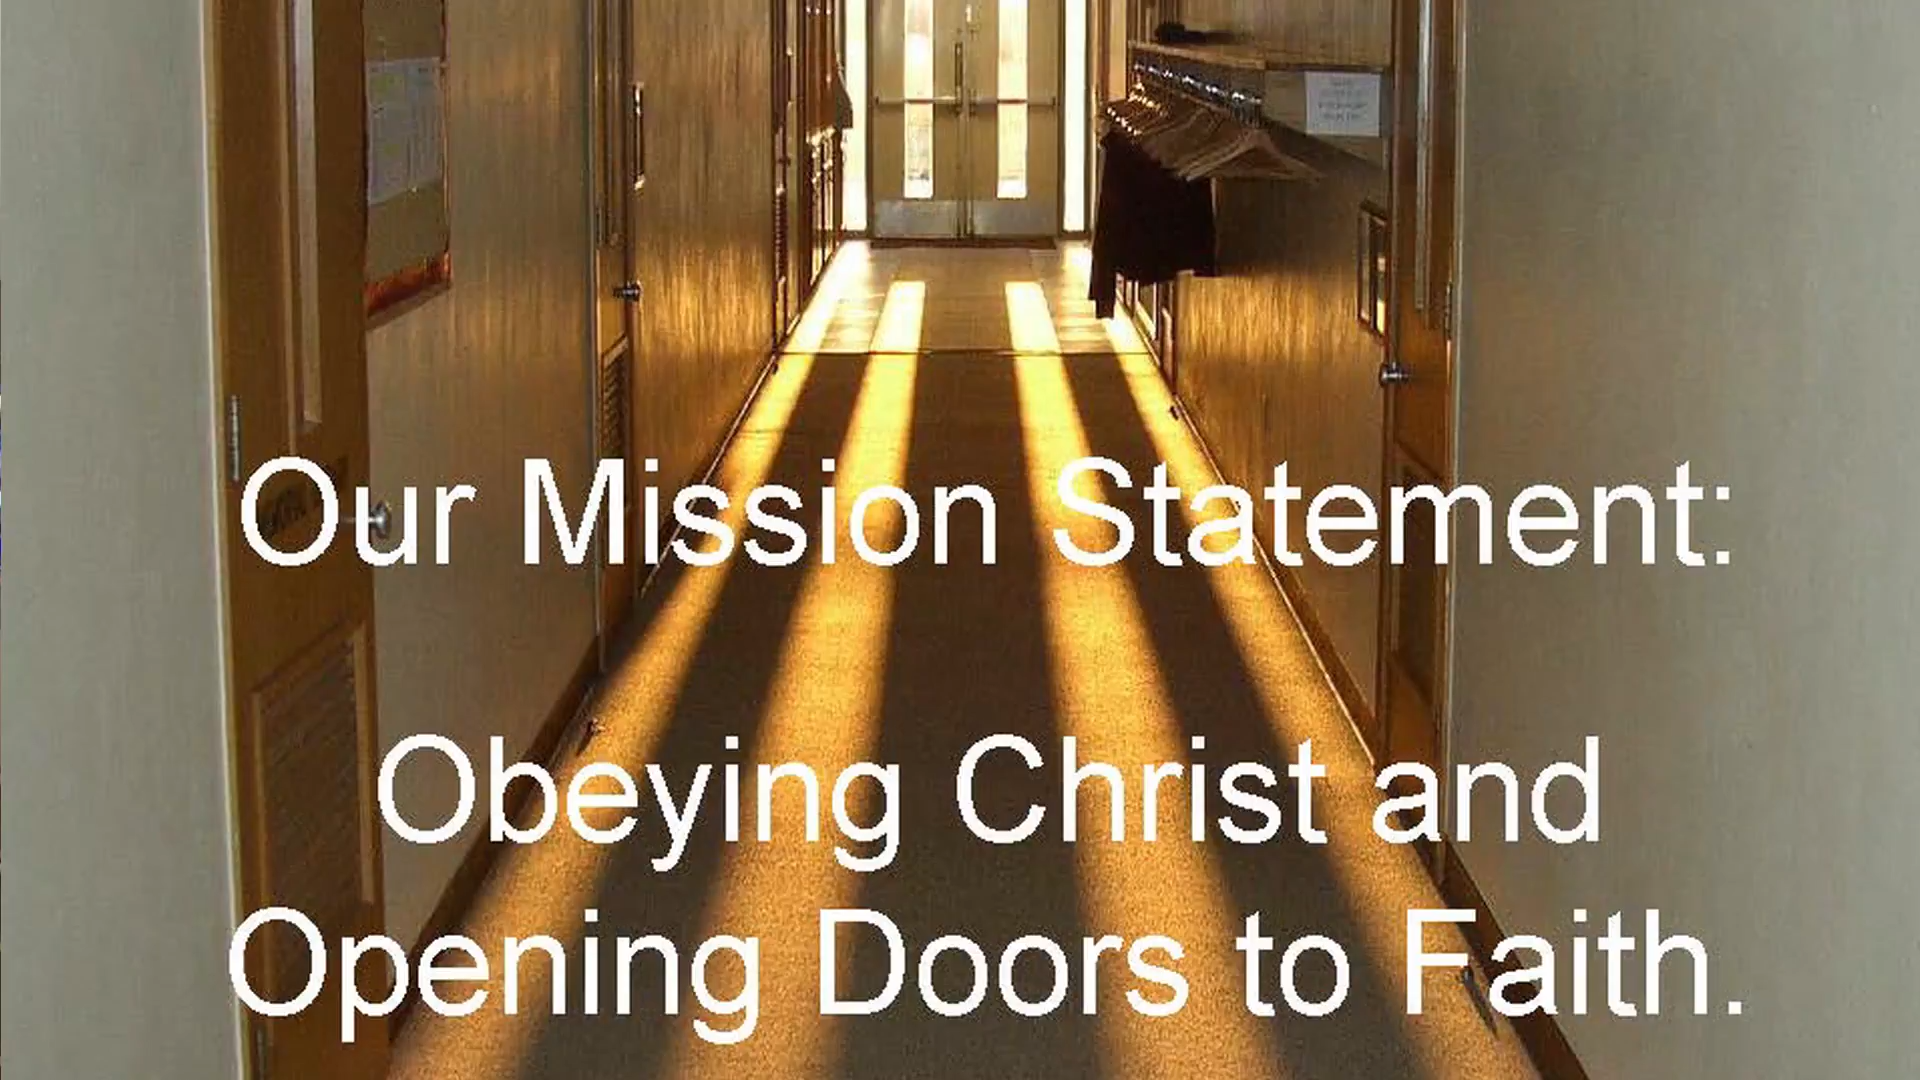 Our Mission Statement:
Obeying Christ and
Opening Doors to Faith.